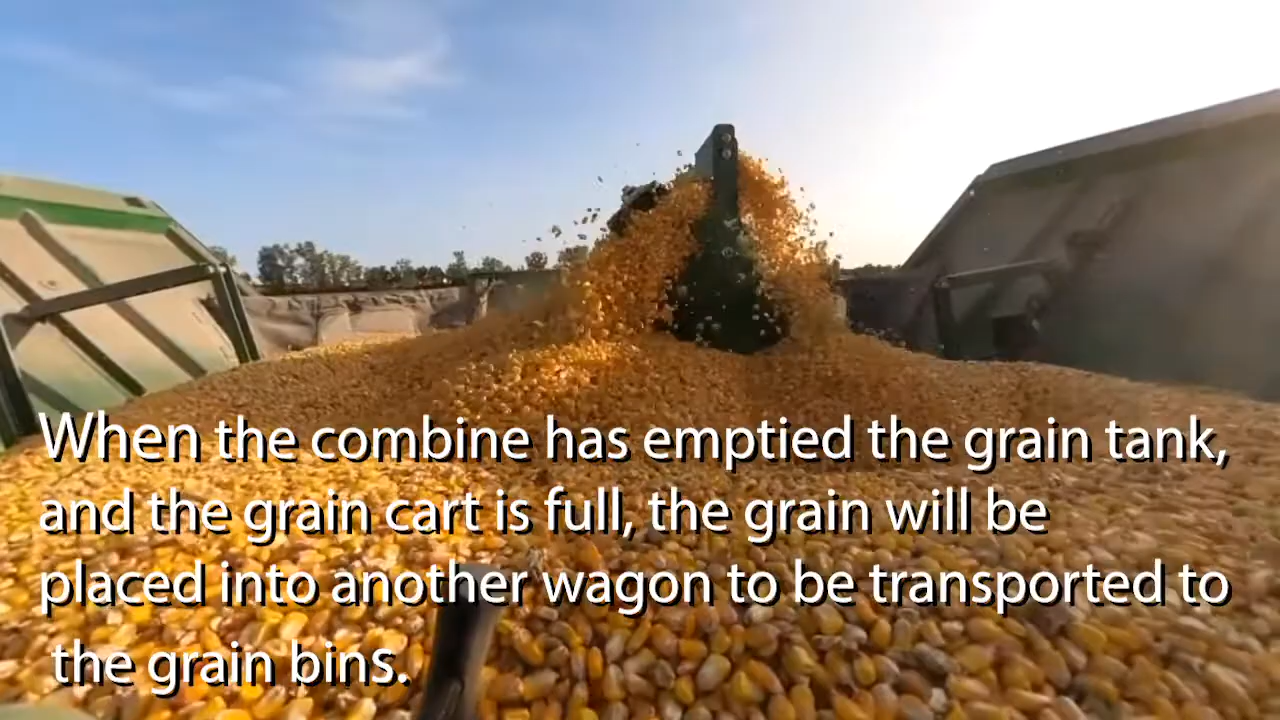 When the combine has emptied the grain tank,
and the grain cart is full, the grain will be
placed into another wagon to be transported to
the grain bins.